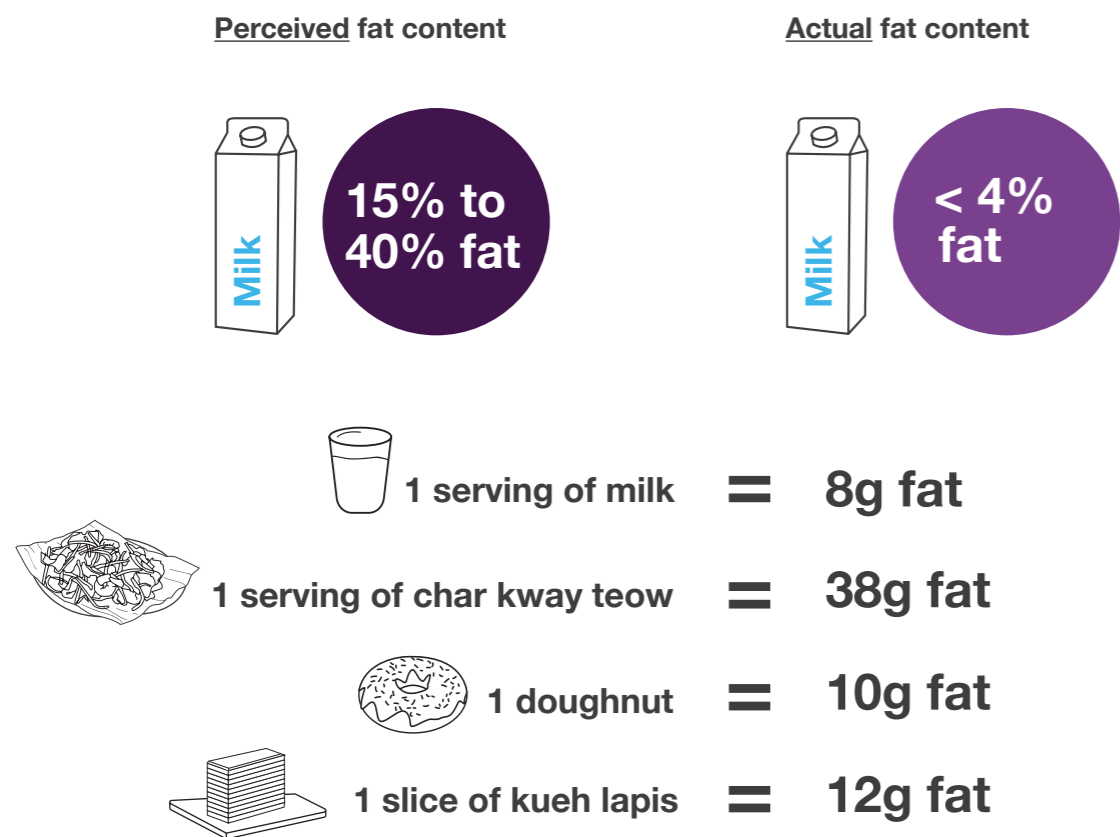 Perceived fat content
Actual fat content
Milk
15% to
40% fat
Milk
< 4%
fat
1 serving of milk = 8g fat
1 serving of char kway teow = 38g fat
1 doughnut = 10g fat
1 slice of kueh lapis = 12g fat